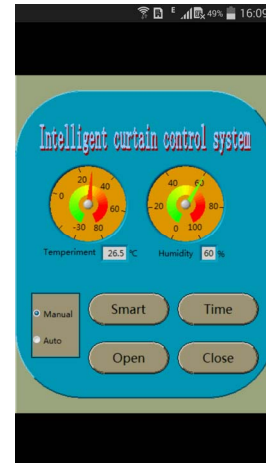 E 49% 16:09
Intelligent curtain control system
20 40
0 60
-30 80
40 60
20 80
0 100
Temperiment 26.5 ℃ Humidity 60 %
Manual
Auto
Smart Time
Open Close